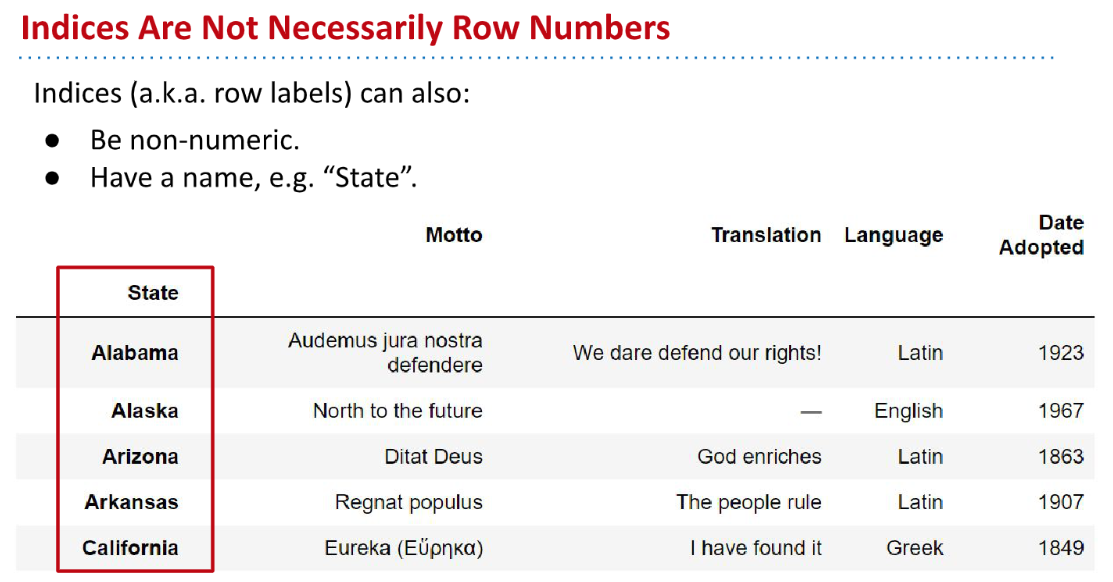 Indices Are Not Necessarily Row Numbers
Indices (a.k.a. row labels) can also:
● Be non-numeric.
● Have a name, e.g. “State”.
Motto Translation Language Date Adopted
State
Alabama Audemus jura nostra defendere We dare defend our rights! Latin 1923
Alaska North to the future — English 1967
Arizona Ditat Deus God enriches Latin 1863
Arkansas Regnat populus The people rule Latin 1907
California Eureka (Εὕρηκα) I have found it Greek 1849